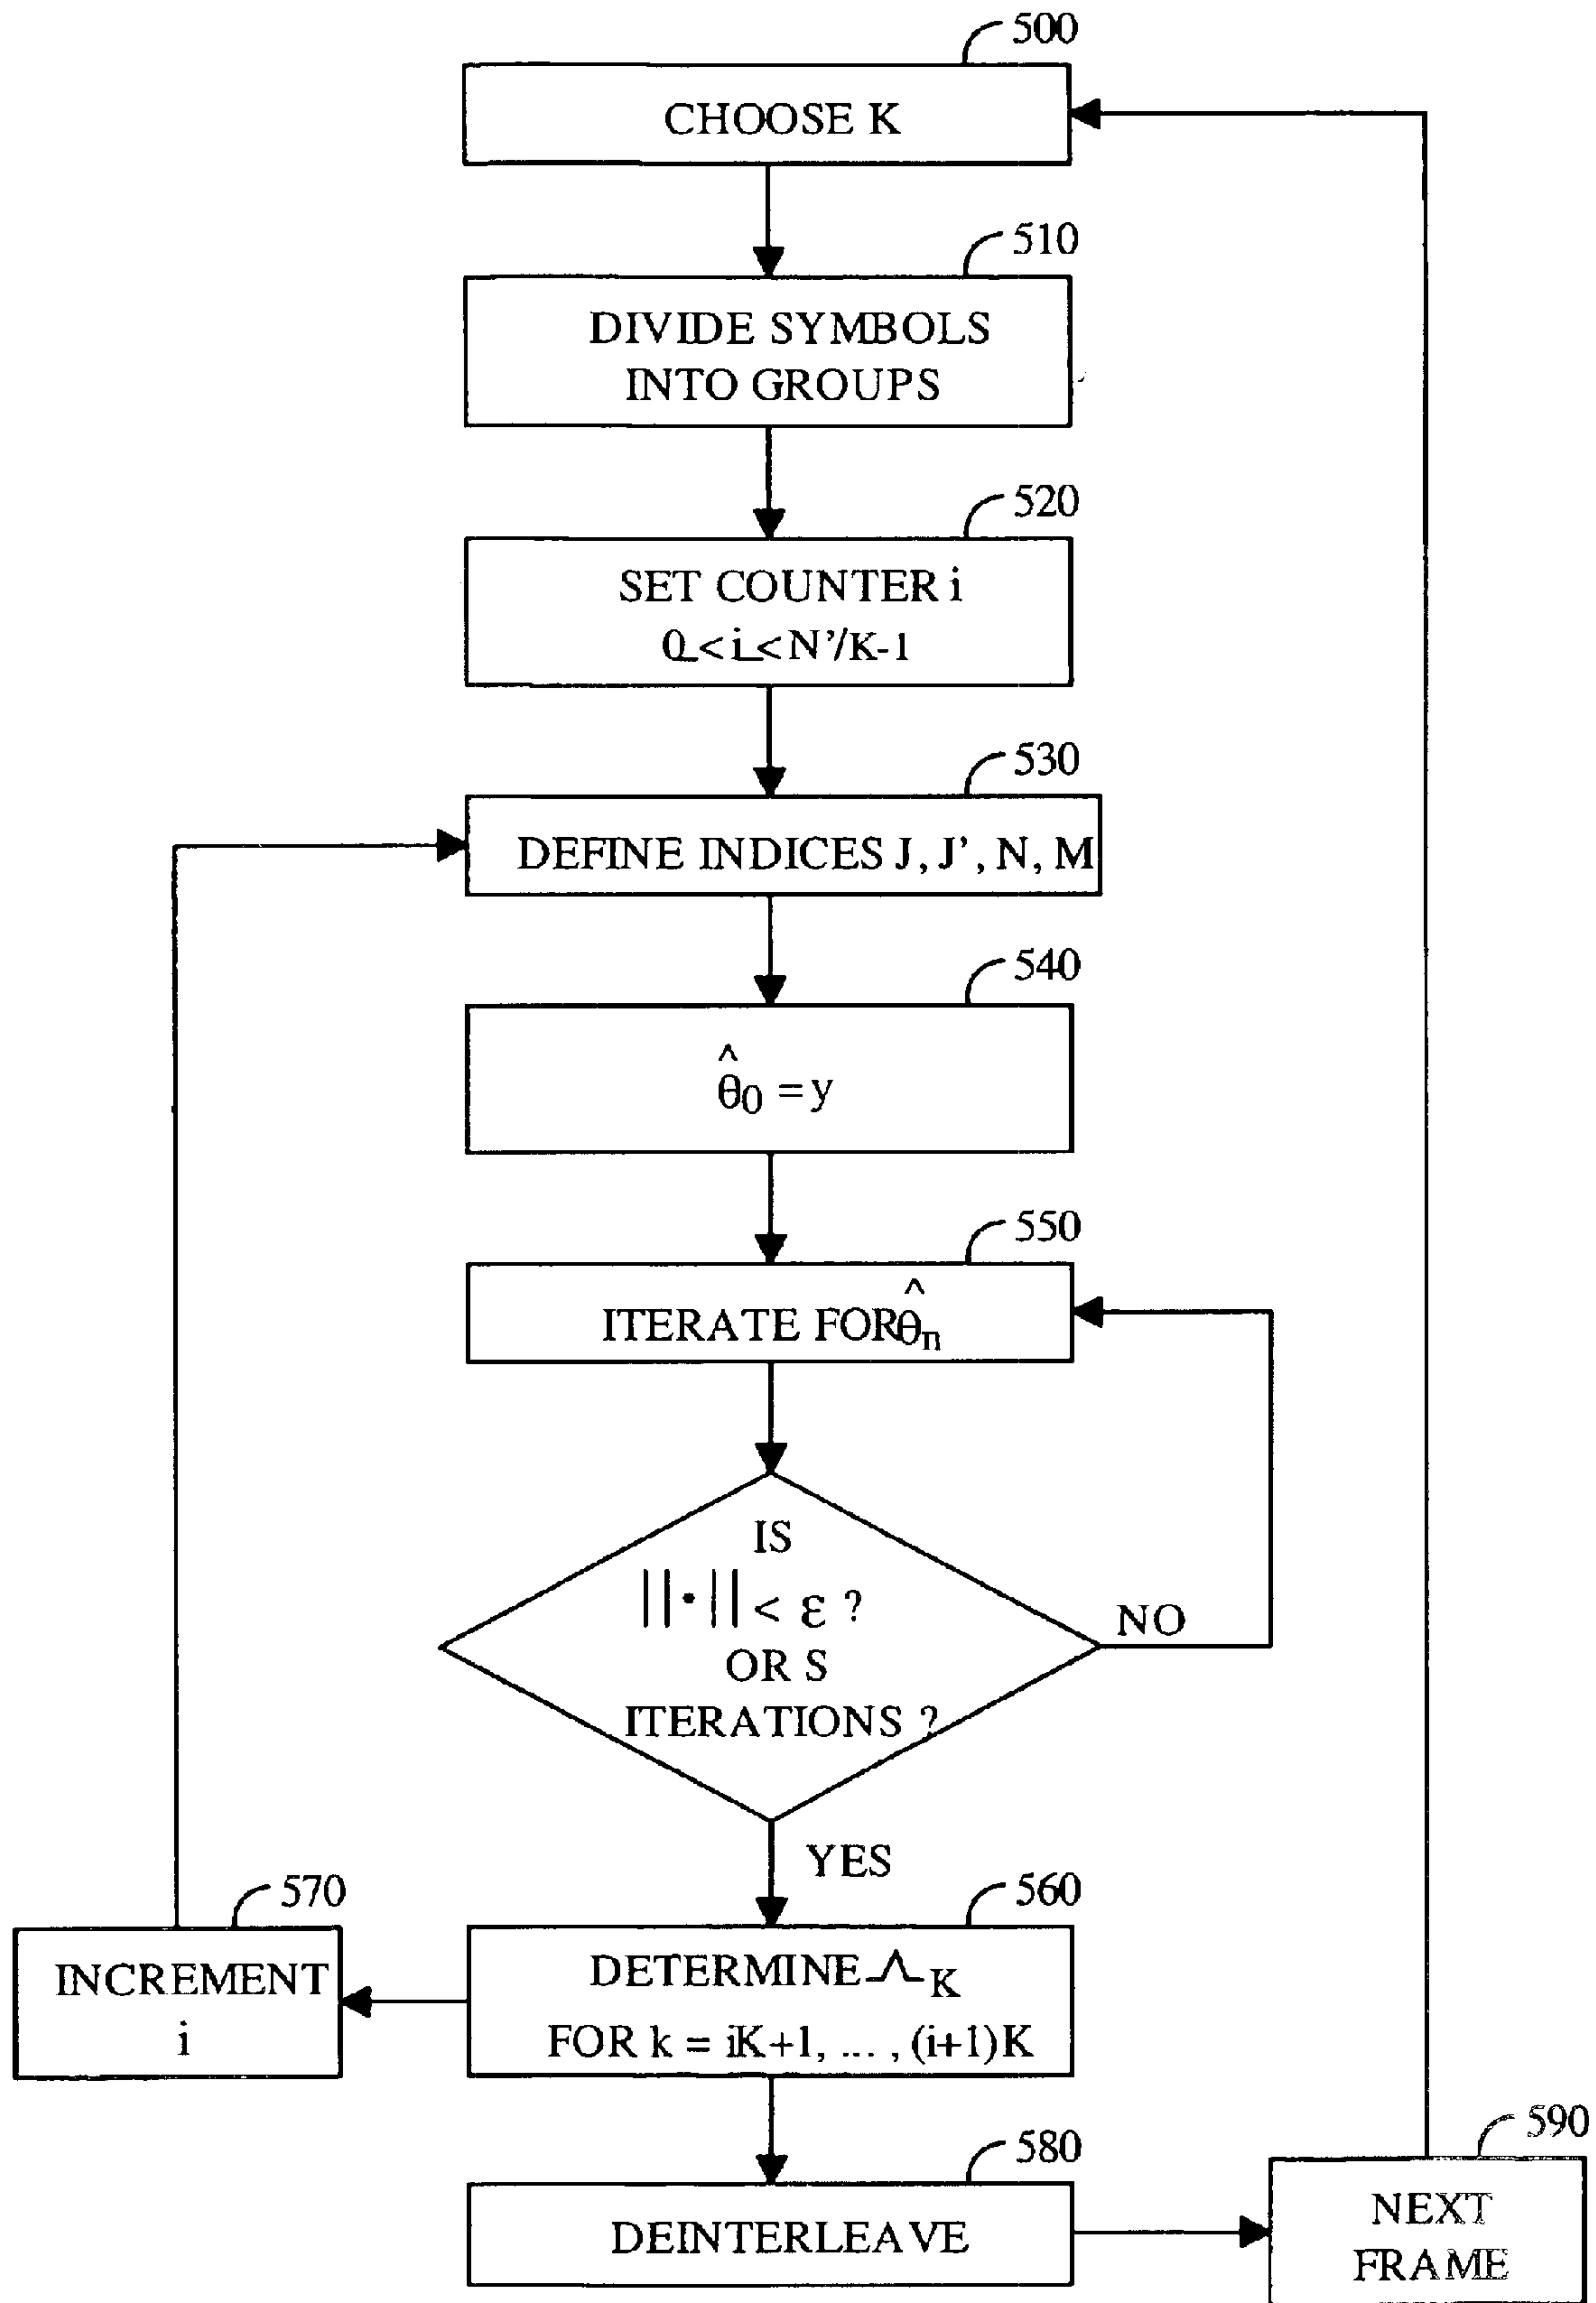 500
CHOOSE K
510
DIVIDE SYMBOLS
INTO GROUPS
520
SET COUNTER i
0≤i≤N'/K-1
530
DEFINE INDICES J, J', N, M
540
θ̂₀ = y
550
ITERATE FOR θ̂ₙ
IS
||•|| < ε ?
OR S
ITERATIONS ?
NO
YES
570
INCREMENT
i
560
DETERMINE Λ_K
FOR k = iK+1, ... , (i+1)K
580
DEINTERLEAVE
590
NEXT
FRAME